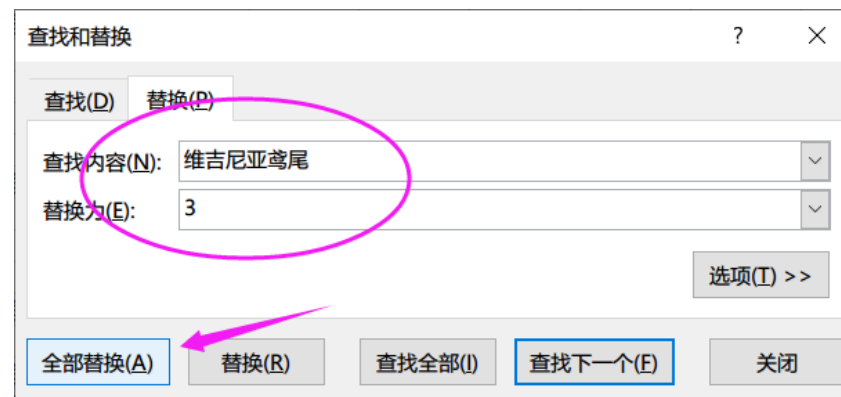 查找和替换 ?
查找(D) 替换(P)
查找内容(N): 维吉尼亚鸢尾
替换为(E): 3
选项(T) >>
全部替换(A) 替换(R) 查找全部(I) 查找下一个(F) 关闭